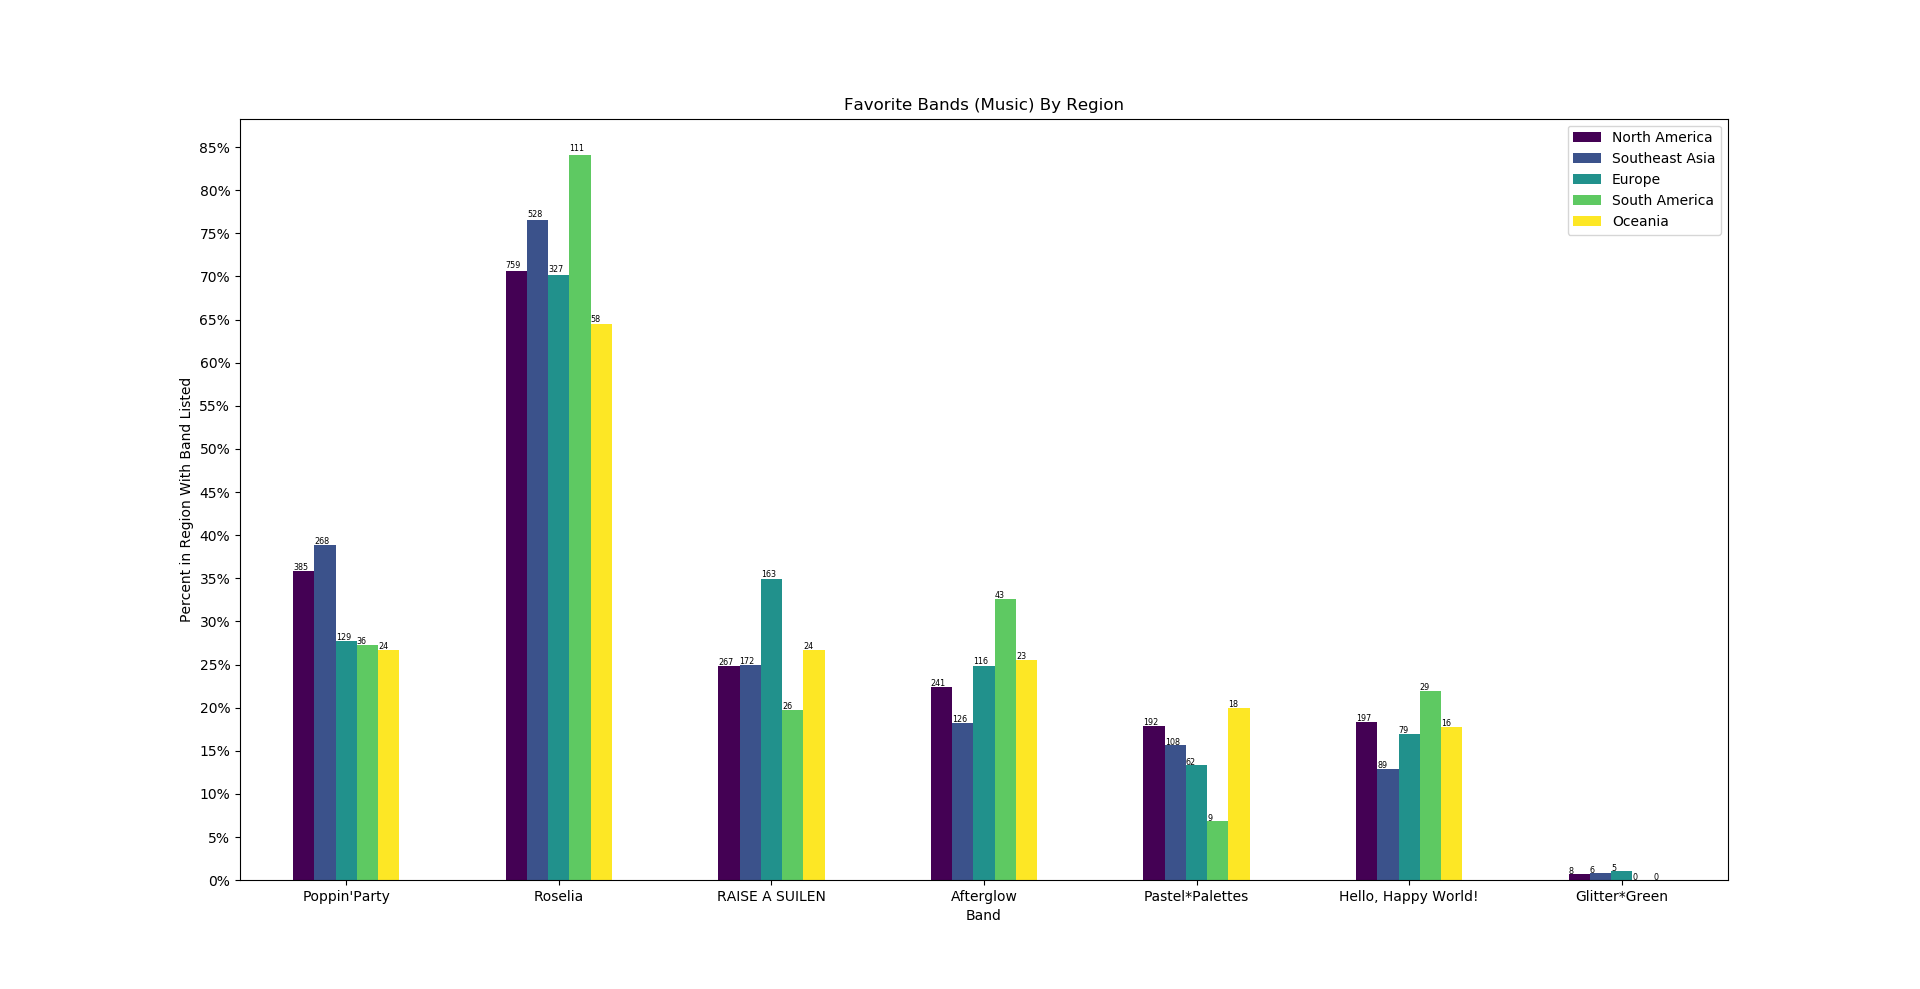 Favorite Bands (Music) By Region
North America
Southeast Asia
Europe
South America
Oceania
Percent in Region With Band Listed
85%
80%
75%
70%
65%
60%
55%
50%
45%
40%
35%
30%
25%
20%
15%
10%
5%
0%
385 268 129 36 24
759 528 327 111 58
267 172 163 26 24
241 126 116 43 23
192 108 62 9 18
197 89 79 29 16
8 6 5 0 0
Poppin'Party Roselia RAISE A SUILEN Afterglow Pastel*Palettes Hello, Happy World! Glitter*Green
Band